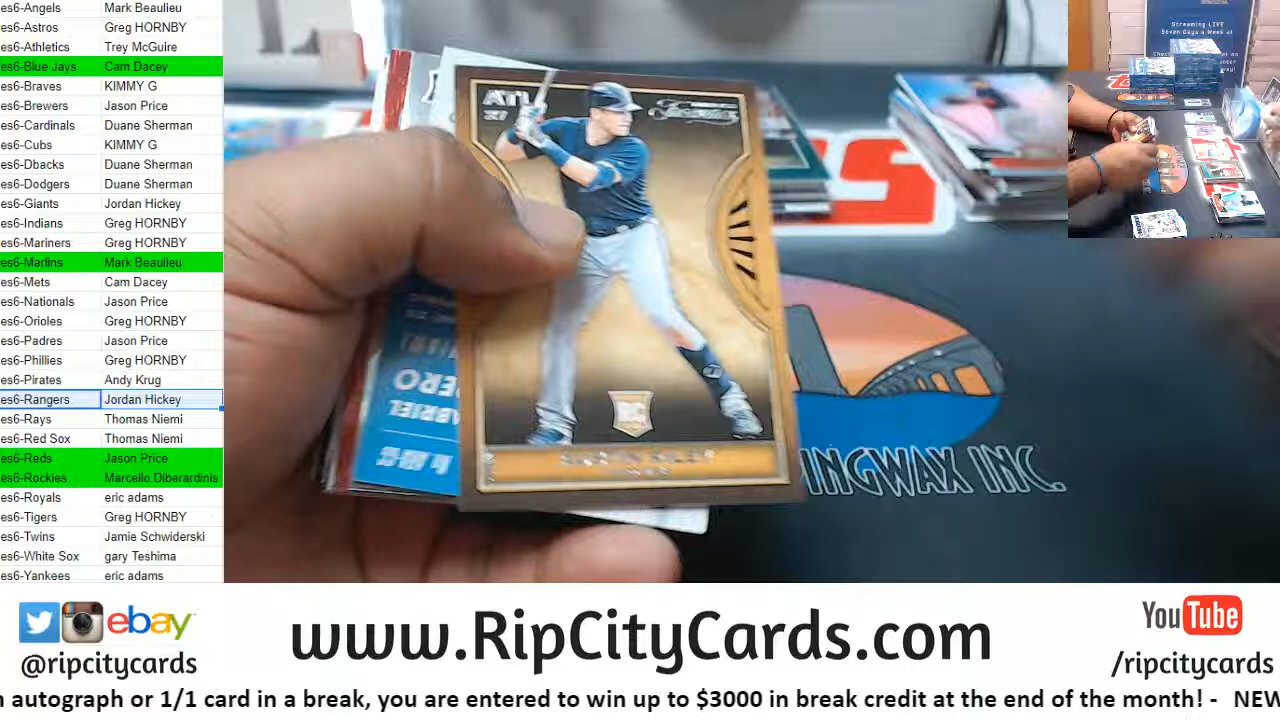 es6-Angels Mark Beaulieu
es6-Astros Greg HORNBY
es6-Athletics Trey McGuire
es6-Blue Jays Cam Dacey
es6-Braves KIMMY G
es6-Brewers Jason Price
es6-Cardinals Duane Sherman
es6-Cubs KIMMY G
es6-Dbacks Duane Sherman
es6-Dodgers Duane Sherman
es6-Giants Jordan Hickey
es6-Indians Greg HORNBY
es6-Mariners Greg HORNBY
es6-Marlins Mark Beaulieu
es6-Mets Cam Dacey
es6-Nationals Jason Price
es6-Orioles Greg HORNBY
es6-Padres Jason Price
es6-Phillies Greg HORNBY
es6-Pirates Andy Krug
es6-Rangers Jordan Hickey
es6-Rays Thomas Niemi
es6-Red Sox Thomas Niemi
es6-Reds Jason Price
es6-Rockies Marcello Diberardinis
es6-Royals eric adams
es6-Tigers Greg HORNBY
es6-Twins Jamie Schwiderski
es6-White Sox gary Teshima
es6-Yankees eric adams
ATL
27
RC
INGWAX INC.
Streaming LIVE
Seven Days a Week at
ebay
@ripcitycards
www.RipCityCards.com
YouTube
/ripcitycards
n autograph or 1/1 card in a break, you are entered to win up to $3000 in break credit at the end of the month! - NEW